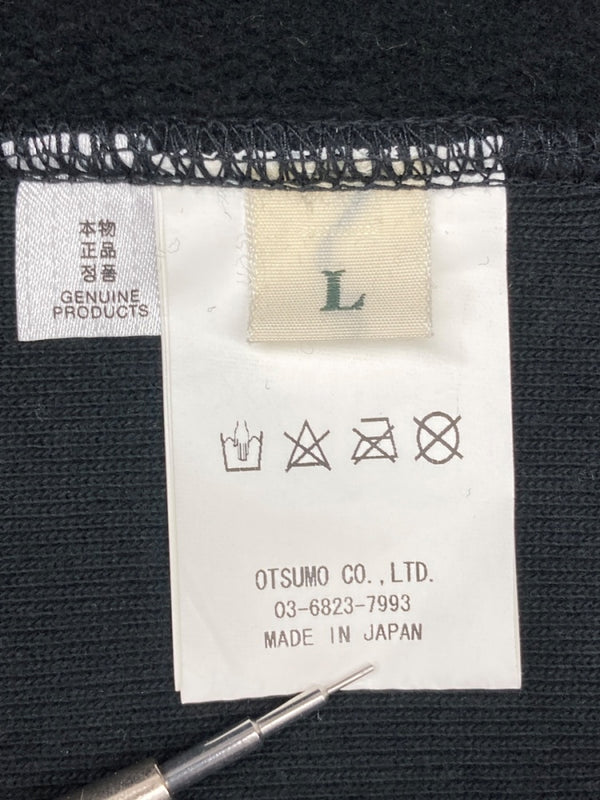 本物
正品
정품
GENUINE
PRODUCTS
L
OTSUMO CO.,LTD.
03-6823-7993
MADE IN JAPAN